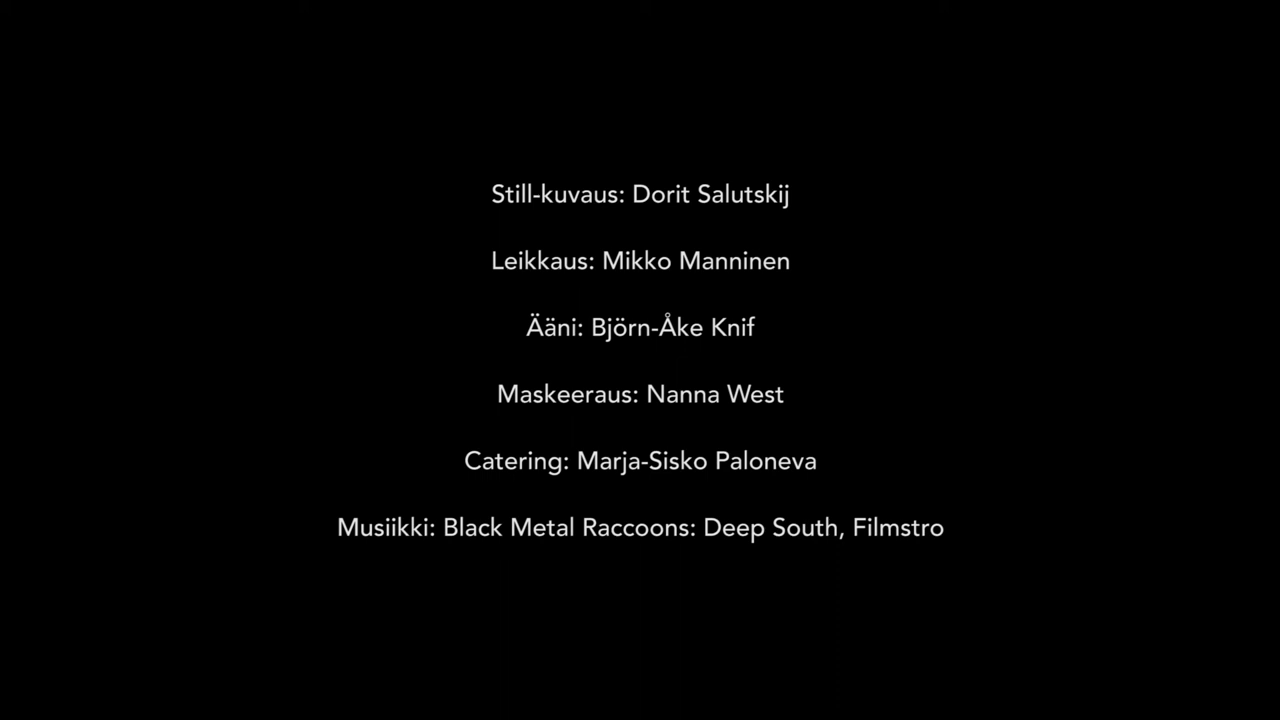 Still-kuvaus: Dorit Salutskij
Leikkaus: Mikko Manninen
Ääni: Björn-Åke Knif
Maskeeraus: Nanna West
Catering: Marja-Sisko Paloneva
Musiikki: Black Metal Raccoons: Deep South, Filmstro